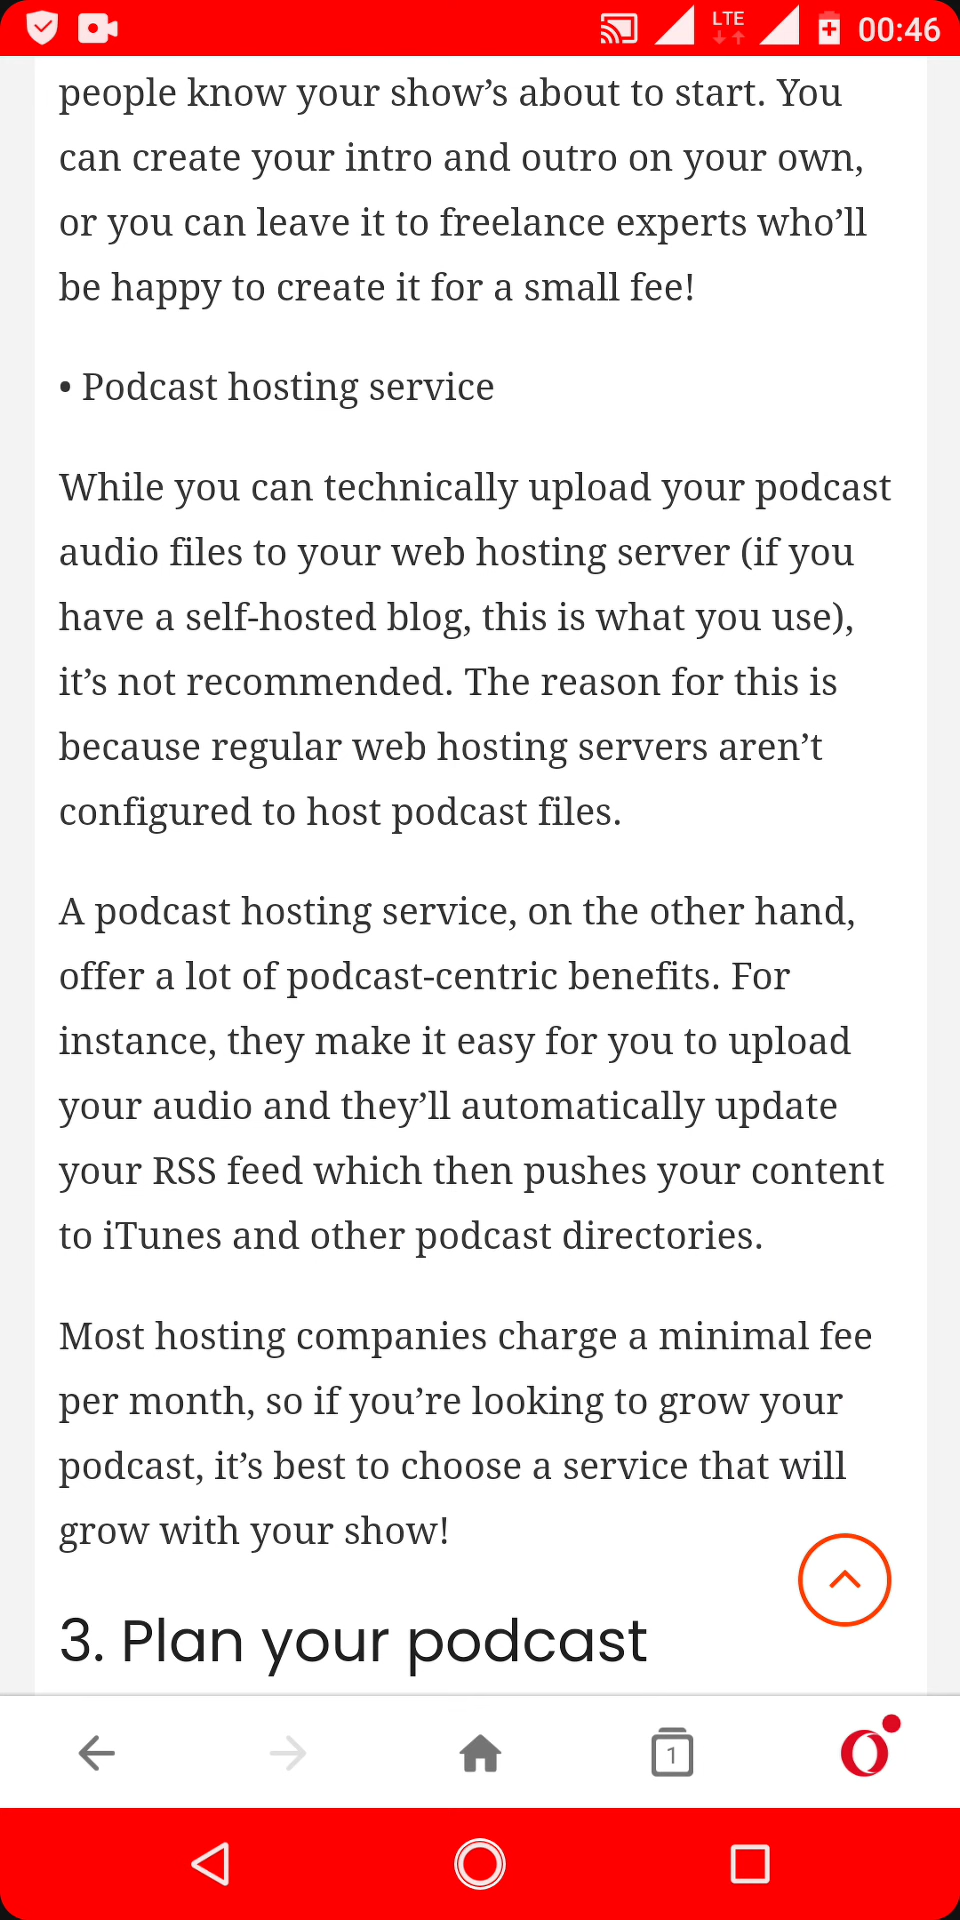 LTE 00:46
people know your show’s about to start. You
can create your intro and outro on your own,
or you can leave it to freelance experts who’ll
be happy to create it for a small fee!
• Podcast hosting service
While you can technically upload your podcast
audio files to your web hosting server (if you
have a self-hosted blog, this is what you use),
it’s not recommended. The reason for this is
because regular web hosting servers aren’t
configured to host podcast files.
A podcast hosting service, on the other hand,
offer a lot of podcast-centric benefits. For
instance, they make it easy for you to upload
your audio and they’ll automatically update
your RSS feed which then pushes your content
to iTunes and other podcast directories.
Most hosting companies charge a minimal fee
per month, so if you’re looking to grow your
podcast, it’s best to choose a service that will
grow with your show!
3. Plan your podcast
1